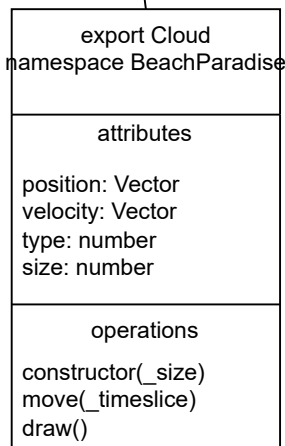 export Cloud
namespace BeachParadise
attributes
position: Vector
velocity: Vector
type: number
size: number
operations
constructor(_size)
move(_timeslice)
draw()